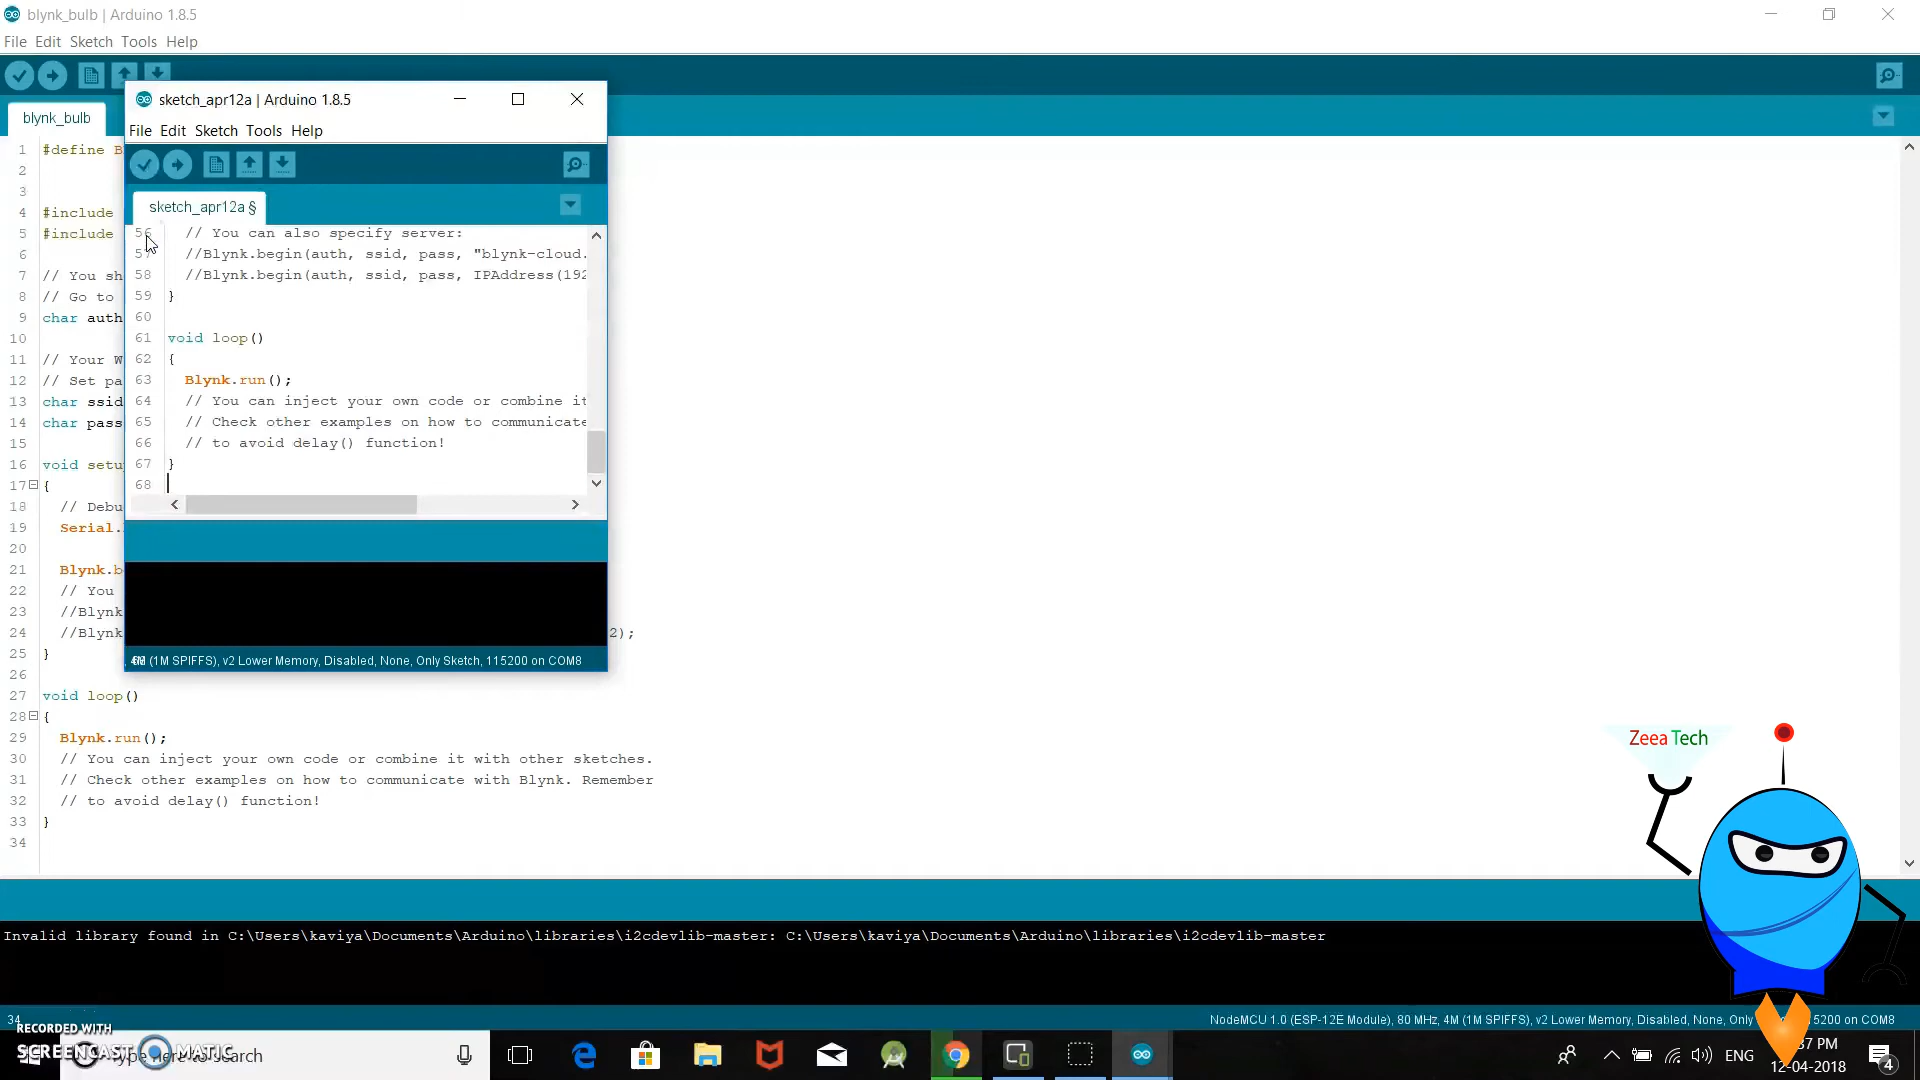 blynk_bulb | Arduino 1.8.5
File Edit Sketch Tools Help
blynk_bulb
1 #define B
2
3
4 #include
5 #include
6
7 // You sh
8 // Go to
9 char auth
10
11 // Your W
12 // Set pa
13 char ssid
14 char pass
15
16 void setu
17 {
18 // Debu
19 Serial.
20
21 Blynk.b
22 // You
23 //Blynk
24 //Blynk 2);
25 }
26
27 void loop()
28 {
29 Blynk.run();
30 // You can inject your own code or combine it with other sketches.
31 // Check other examples on how to communicate with Blynk. Remember
32 // to avoid delay() function!
33 }
34
sketch_apr12a | Arduino 1.8.5
File Edit Sketch Tools Help
sketch_apr12a §
56 // You can also specify server:
57 //Blynk.begin(auth, ssid, pass, "blynk-cloud.
58 //Blynk.begin(auth, ssid, pass, IPAddress(192
59 }
60
61 void loop()
62 {
63 Blynk.run();
64 // You can inject your own code or combine it
65 // Check other examples on how to communicate
66 // to avoid delay() function!
67 }
68
, 4M (1M SPIFFS), v2 Lower Memory, Disabled, None, Only Sketch, 115200 on COM8
Zeea Tech
Invalid library found in C:\Users\kaviya\Documents\Arduino\libraries\i2cdevlib-master: C:\Users\kaviya\Documents\Arduino\libraries\i2cdevlib-master
34
NodeMCU 1.0 (ESP-12E Module), 80 MHz, 4M (1M SPIFFS), v2 Lower Memory, Disabled, None, Only 5200 on COM8
RECORDED WITH
SCREENCAST MATIC
Type here to search
ENG
37 PM
12-04-2018
4